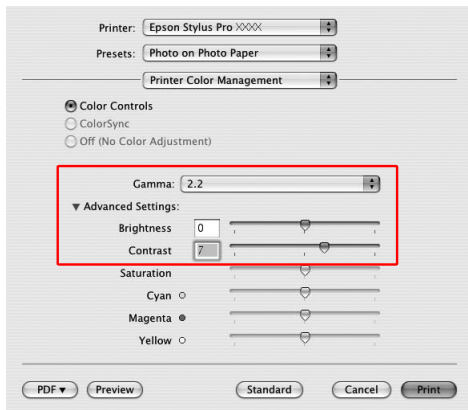 Printer: Epson Stylus Pro XXXX
Presets: Photo on Photo Paper
Printer Color Management
Color Controls
ColorSync
Off (No Color Adjustment)
Gamma: 2.2
▼ Advanced Settings:
Brightness 0
Contrast 7
Saturation
Cyan
Magenta
Yellow
PDF ▼ Preview Standard Cancel Print